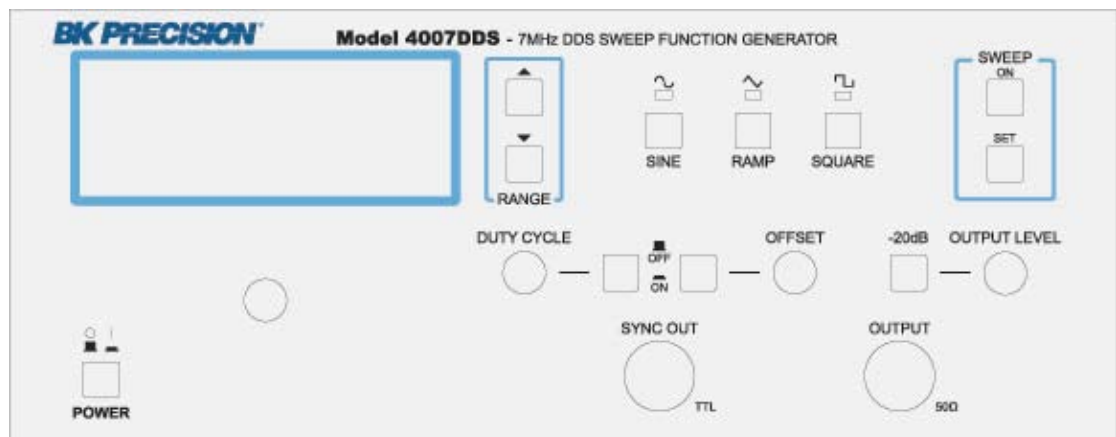 BK PRECISION
Model 4007DDS - 7MHz DDS SWEEP FUNCTION GENERATOR
SWEEP
ON
SET
SINE
RAMP
SQUARE
RANGE
DUTY CYCLE
OFF
ON
OFFSET
-20dB
OUTPUT LEVEL
SYNC OUT
TTL
OUTPUT
50Ω
POWER